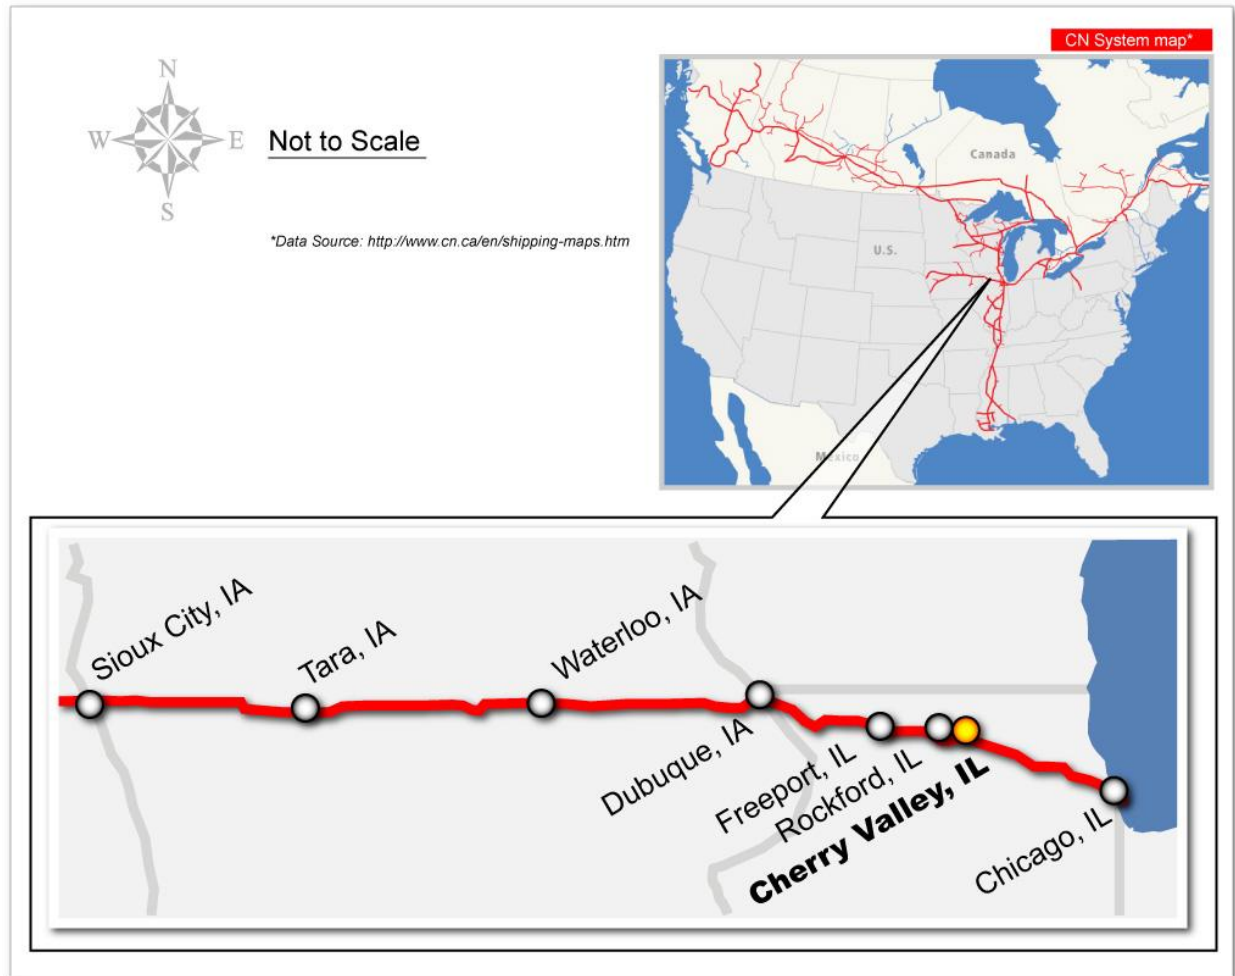 CN System map*
N
W E
S
Not to Scale
*Data Source: http://www.cn.ca/en/shipping-maps.htm
Canada
U.S.
Mexico
Sioux City, IA
Tara, IA
Waterloo, IA
Dubuque, IA
Freeport, IL
Rockford, IL
Cherry Valley, IL
Chicago, IL